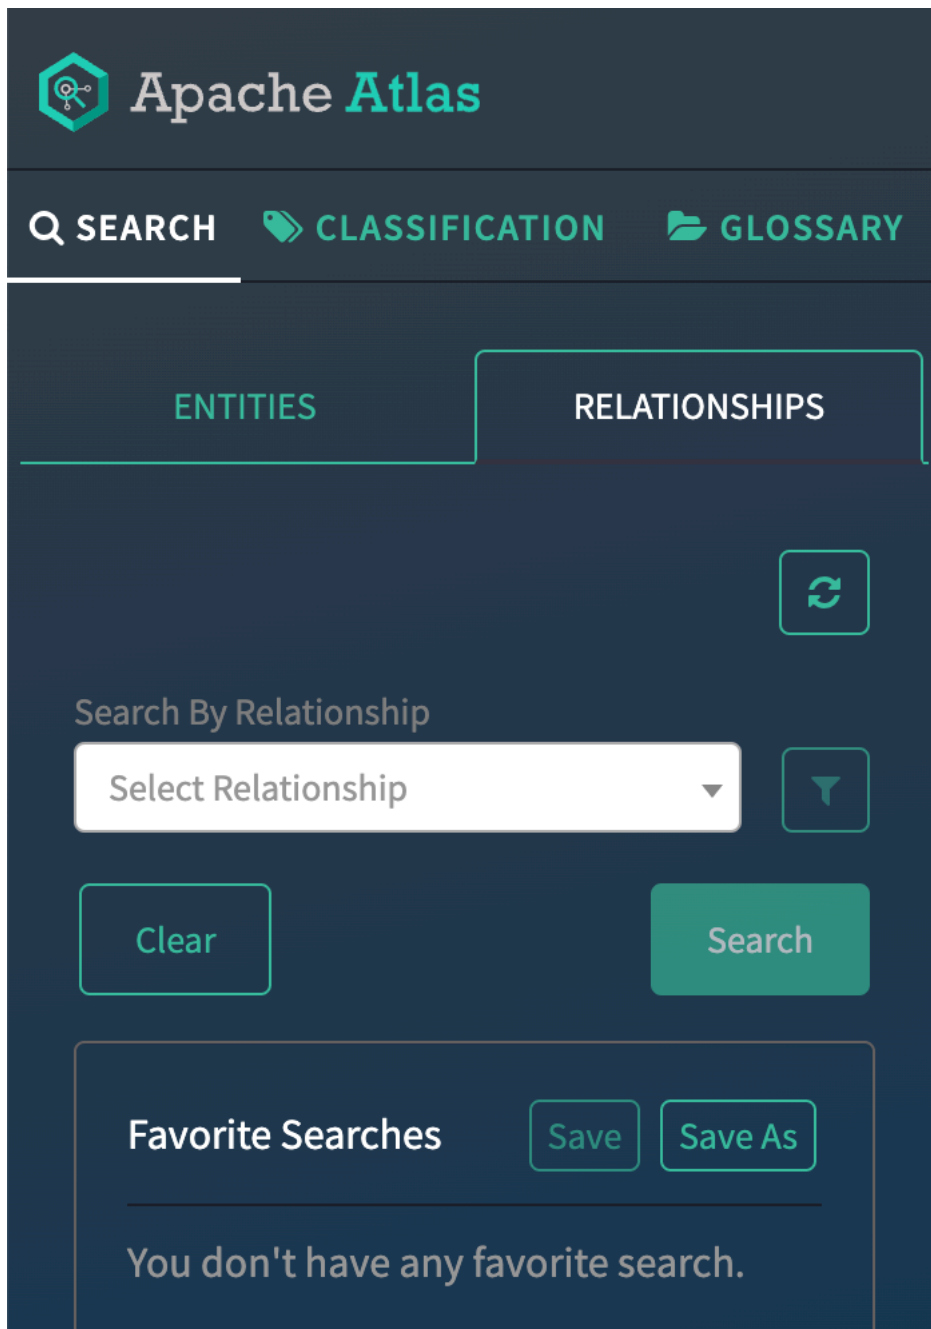 Apache Atlas
SEARCH CLASSIFICATION GLOSSARY
ENTITIES RELATIONSHIPS
Search By Relationship
Select Relationship
Clear Search
Favorite Searches Save Save As
You don't have any favorite search.